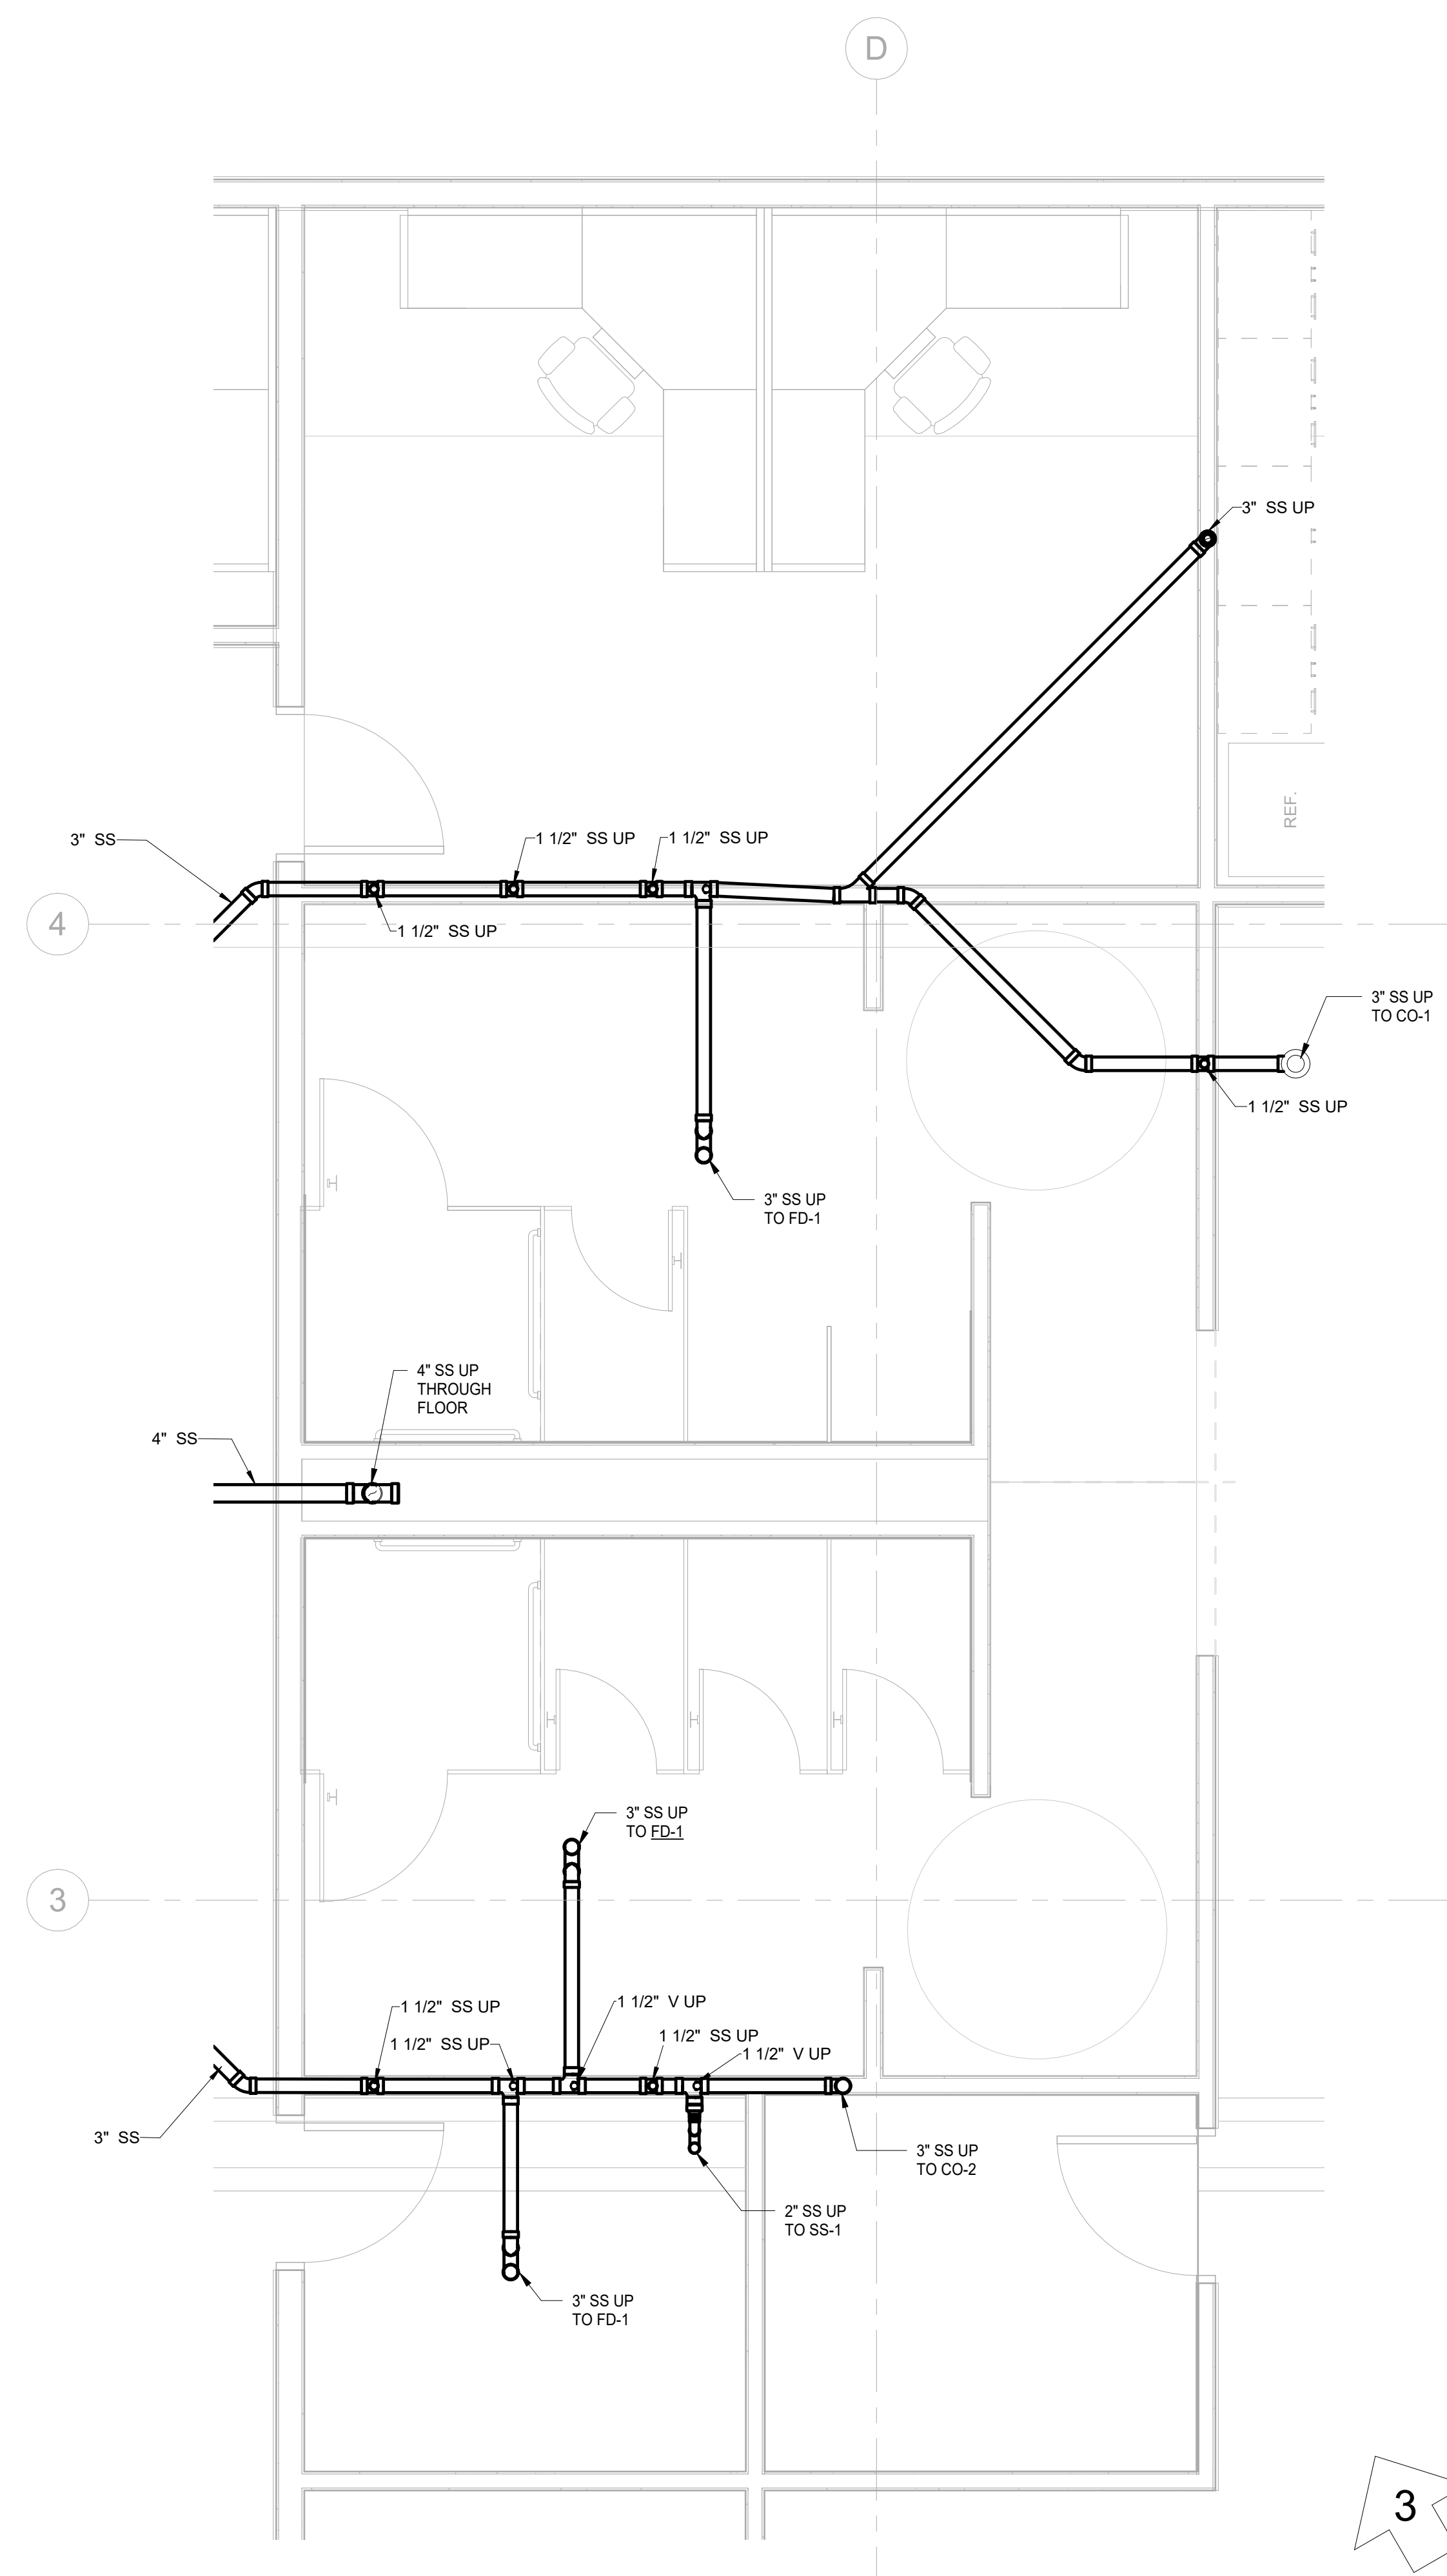 D
3" SS UP
REF.
3" SS
1 1/2" SS UP
1 1/2" SS UP
1 1/2" SS UP
4
3" SS UP
TO CO-1
1 1/2" SS UP
3" SS UP
TO FD-1
4" SS UP
THROUGH
FLOOR
4" SS
3" SS UP
TO FD-1
3
1 1/2" SS UP
1 1/2" V UP
1 1/2" SS UP
1 1/2" SS UP
1 1/2" V UP
3" SS
3" SS UP
TO CO-2
2" SS UP
TO SS-1
3" SS UP
TO FD-1
3